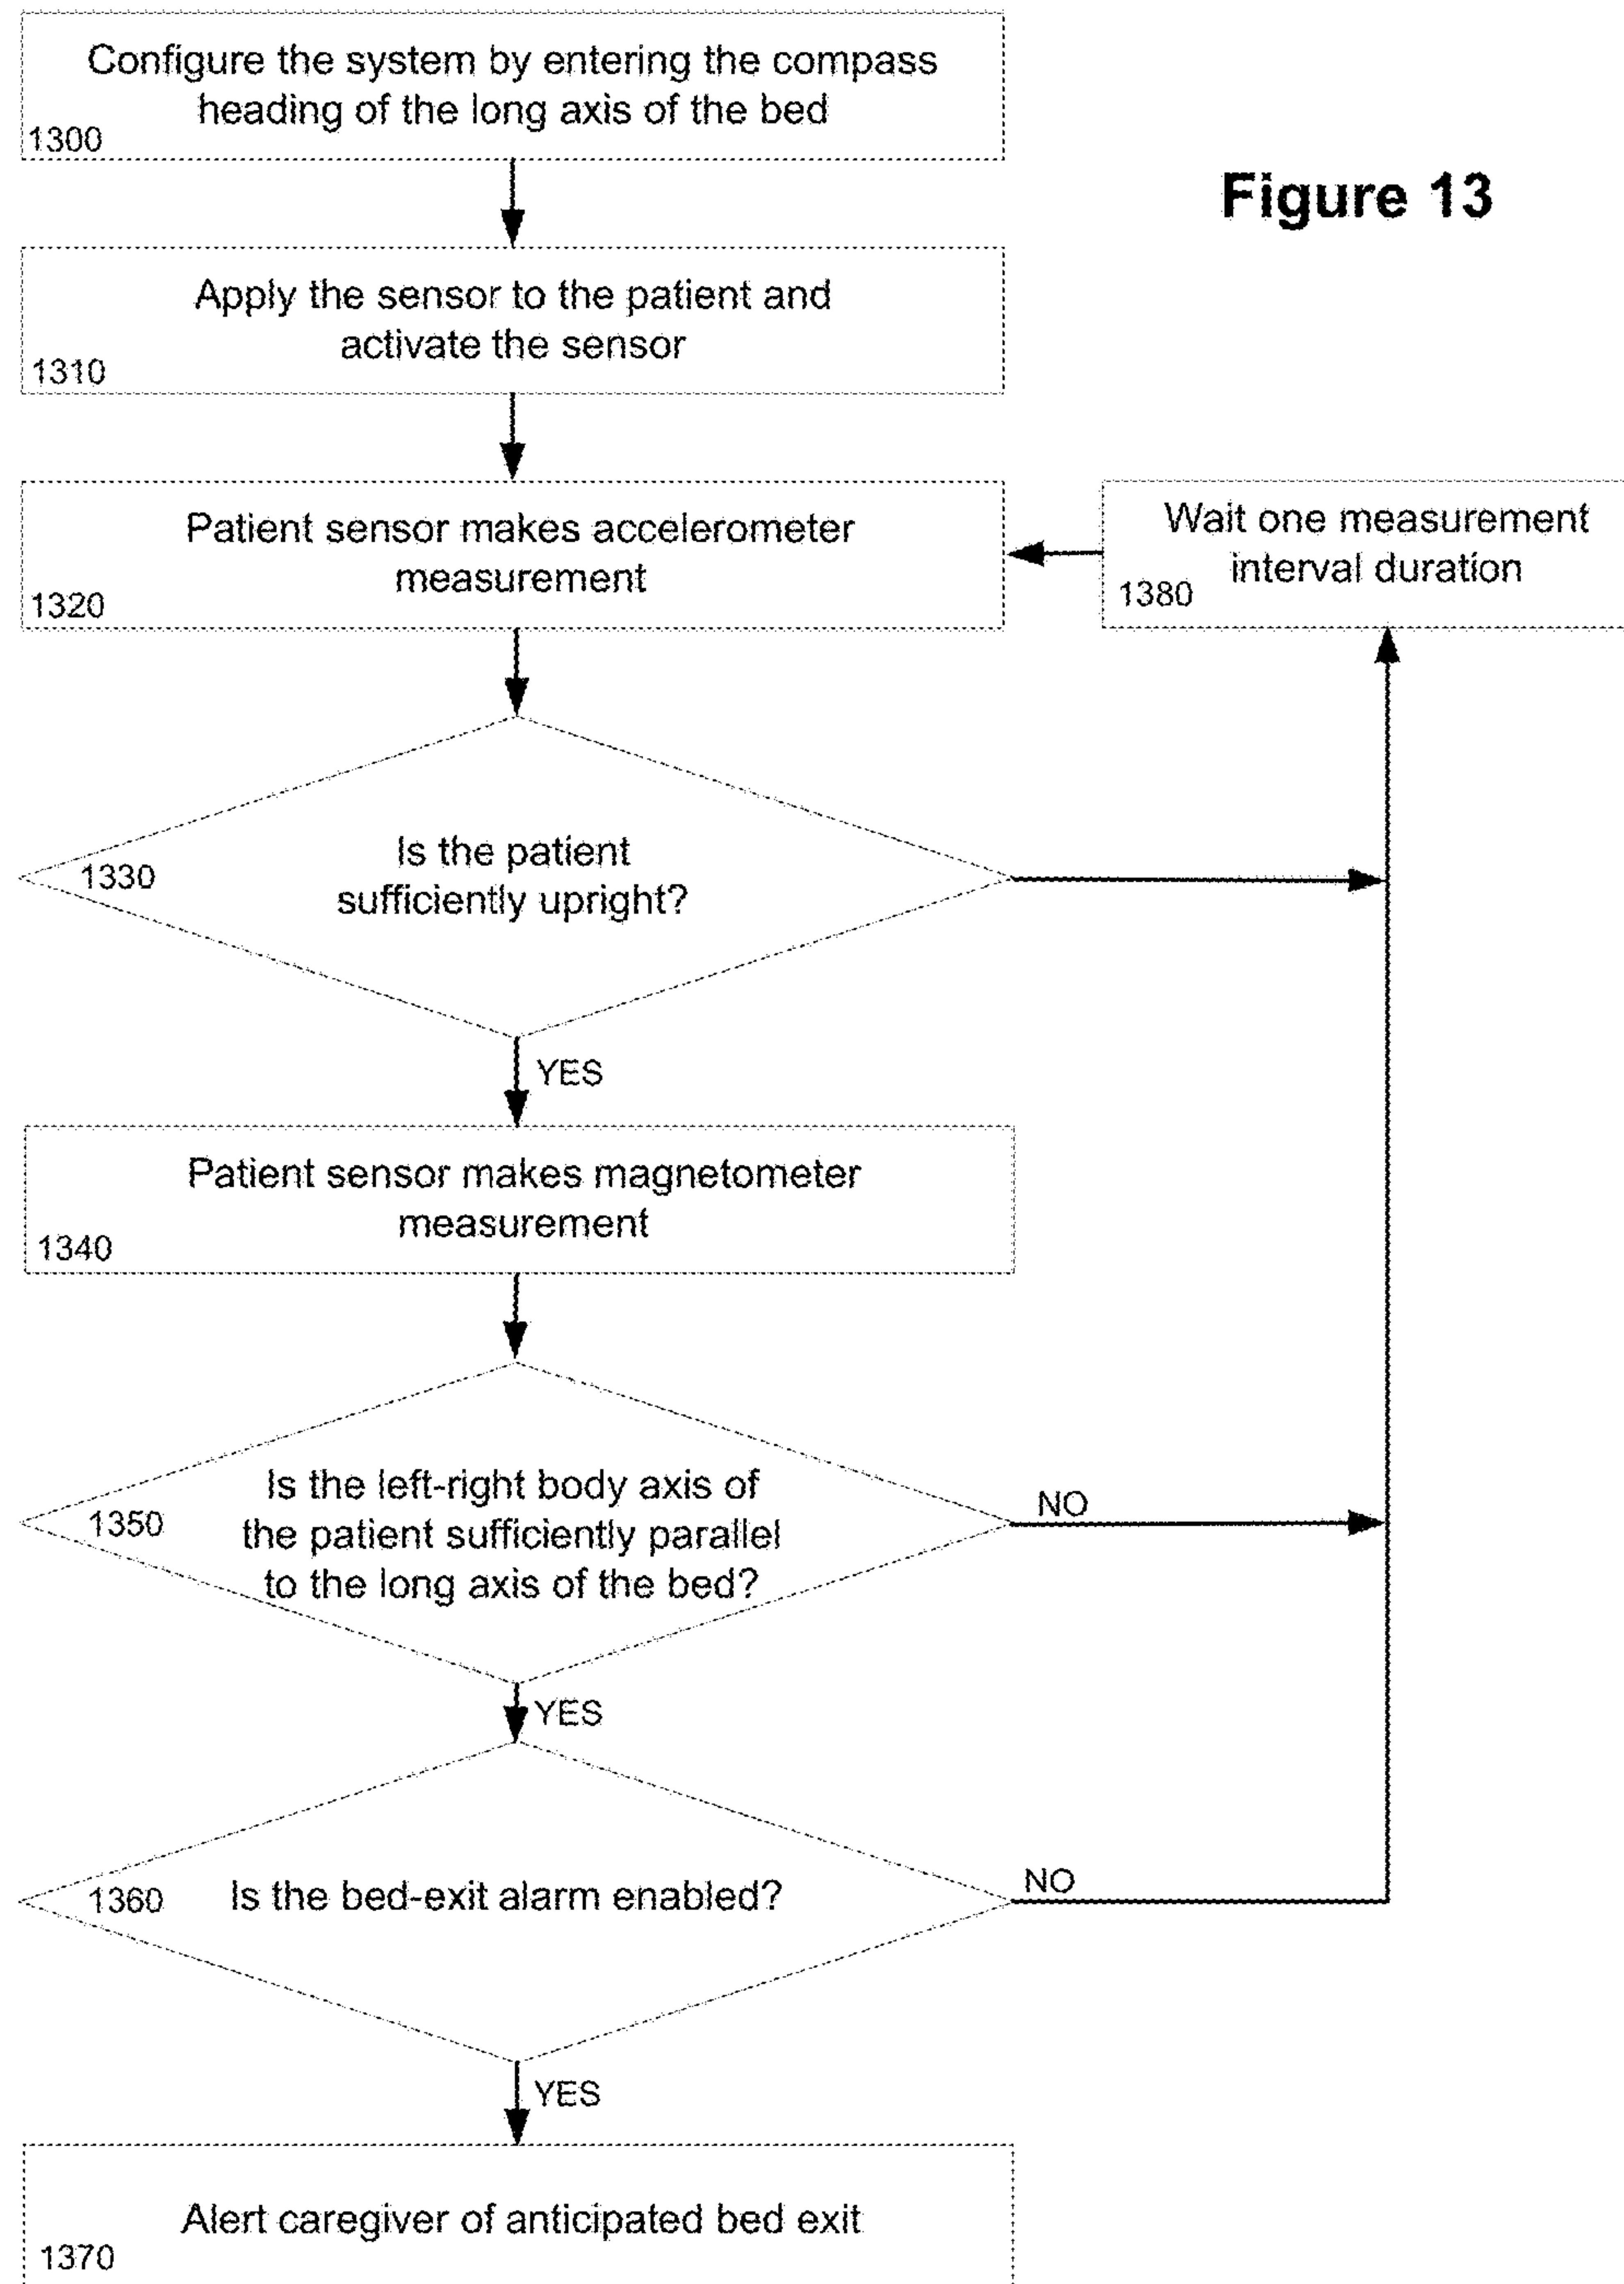 Configure the system by entering the compass
heading of the long axis of the bed
1300
Figure 13
Apply the sensor to the patient and
activate the sensor
1310
Patient sensor makes accelerometer
measurement
1320
Wait one measurement
interval duration
1380
Is the patient
sufficiently upright?
1330
YES
Patient sensor makes magnetometer
measurement
1340
Is the left-right body axis of
the patient sufficiently parallel
to the long axis of the bed?
1350
NO
YES
Is the bed-exit alarm enabled?
1360
NO
YES
Alert caregiver of anticipated bed exit
1370